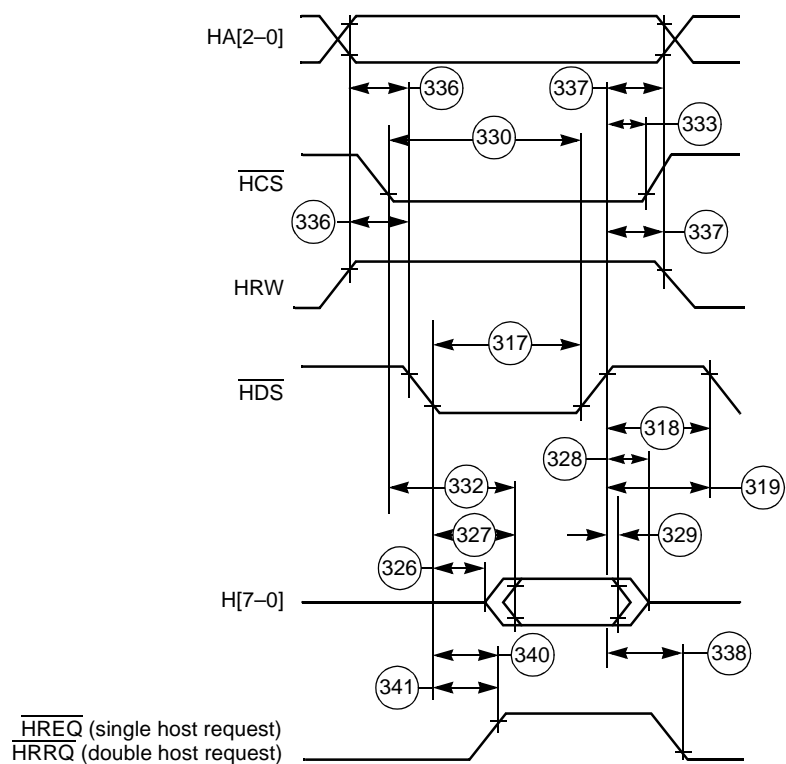 HA[2–0]
336
337
333
330
HCS
336
337
HRW
317
HDS
318
328
332
319
327
329
326
H[7–0]
340
338
341
HREQ (single host request)
HRRQ (double host request)